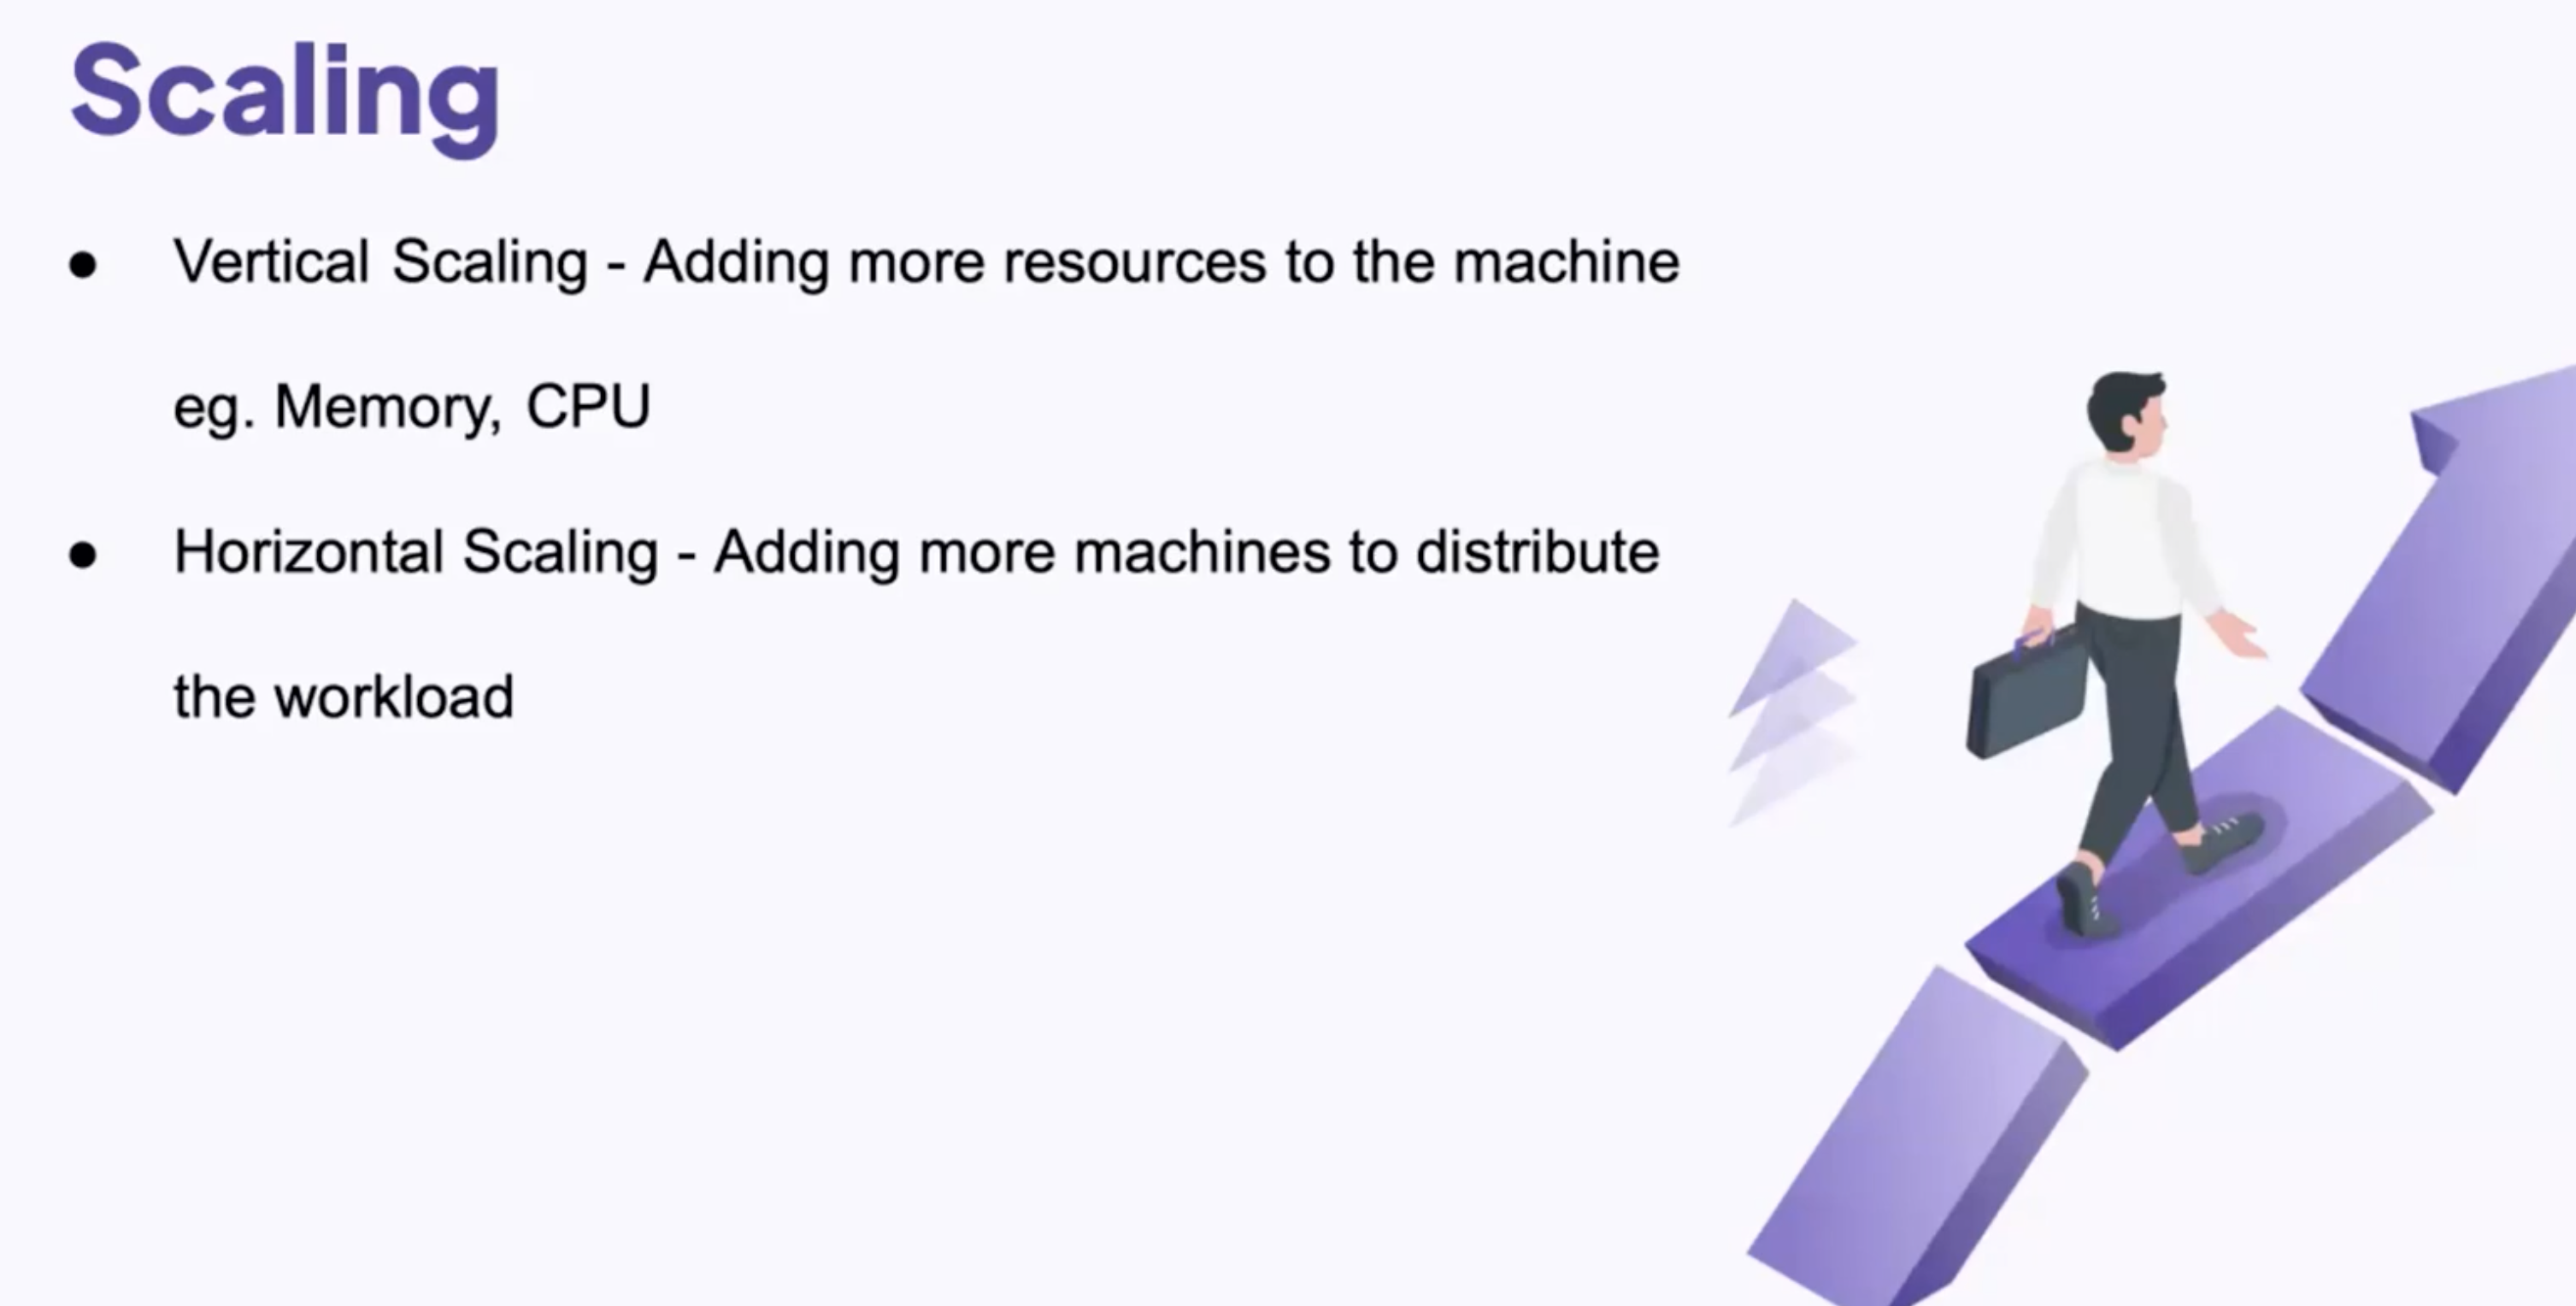 Scaling
● Vertical Scaling - Adding more resources to the machine
eg. Memory, CPU
● Horizontal Scaling - Adding more machines to distribute
the workload